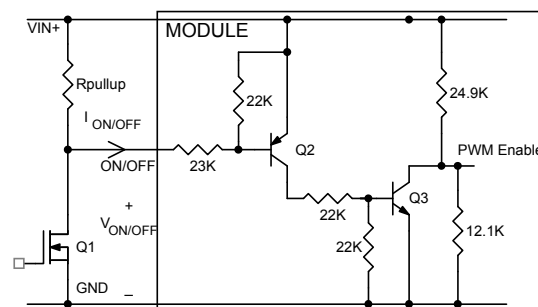 VIN+
MODULE
Rpullup
I ON/OFF
ON/OFF
23K
22K
Q2
22K
22K
Q3
24.9K
PWM Enable
12.1K
+
V ON/OFF
Q1
GND
_